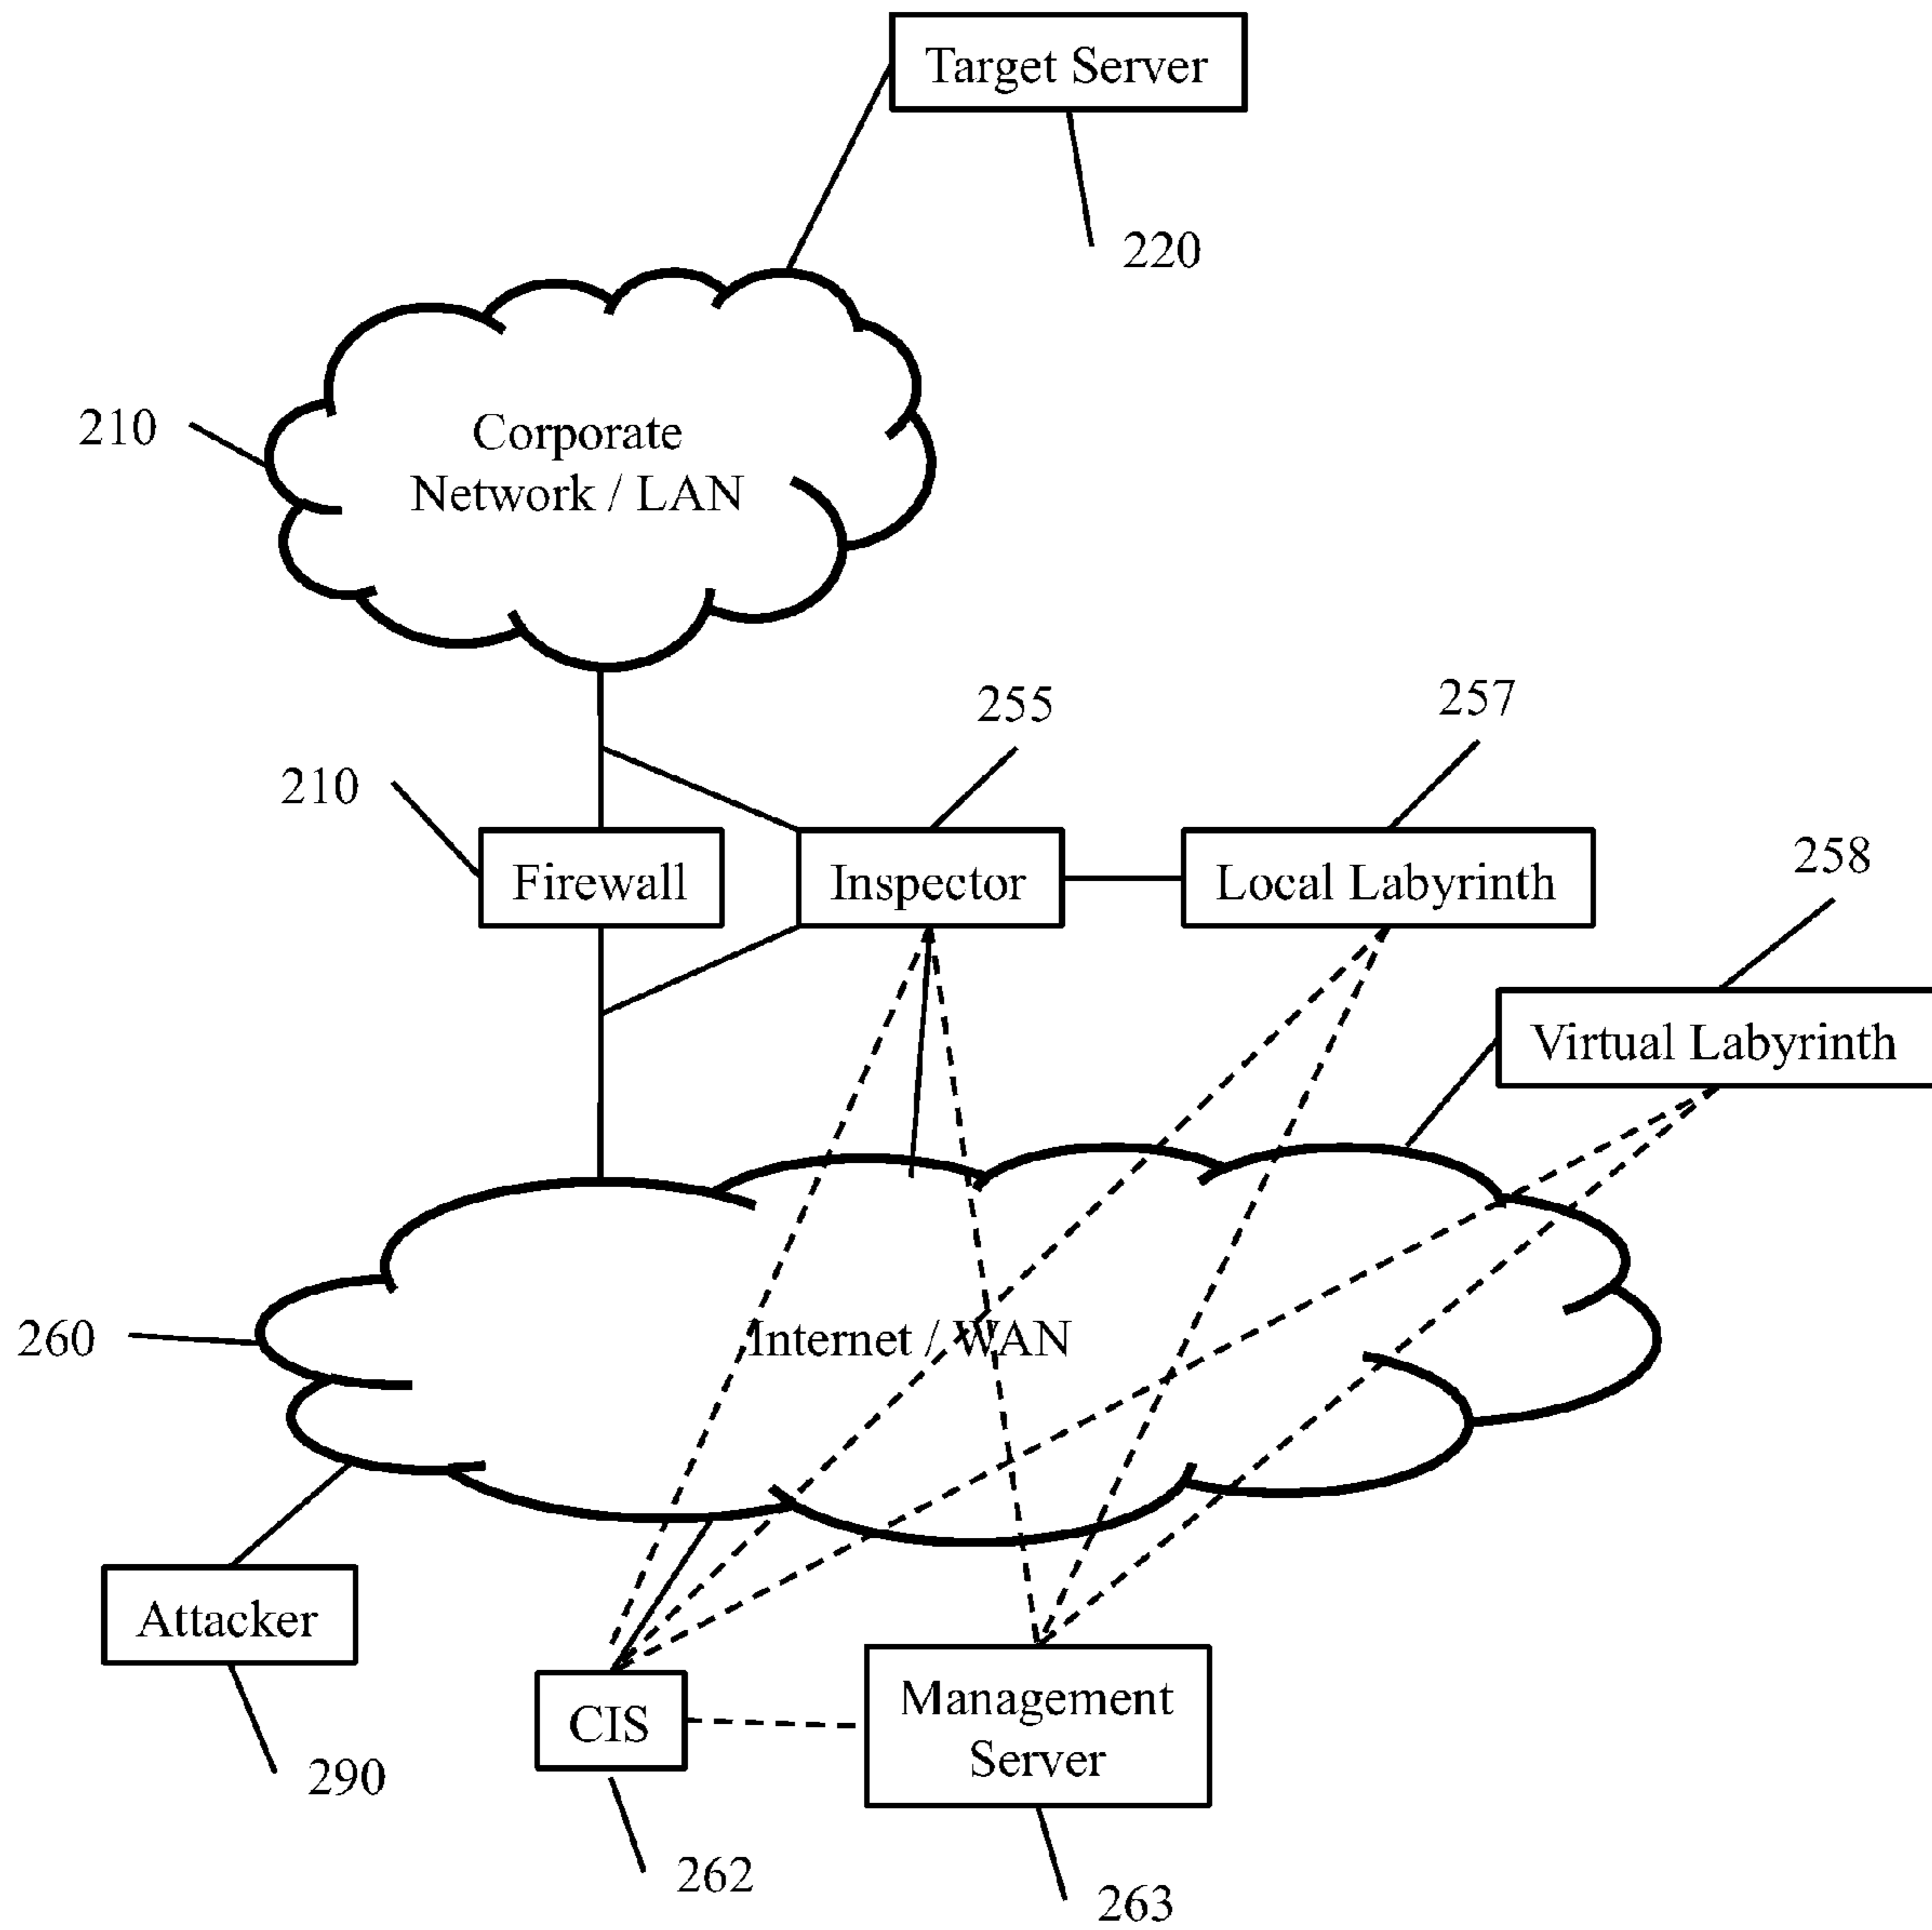 Target Server
220
210
Corporate
Network / LAN
255
257
210
Firewall
Inspector
Local Labyrinth
258
Virtual Labyrinth
260
Internet / WAN
Attacker
290
CIS
262
Management
Server
263